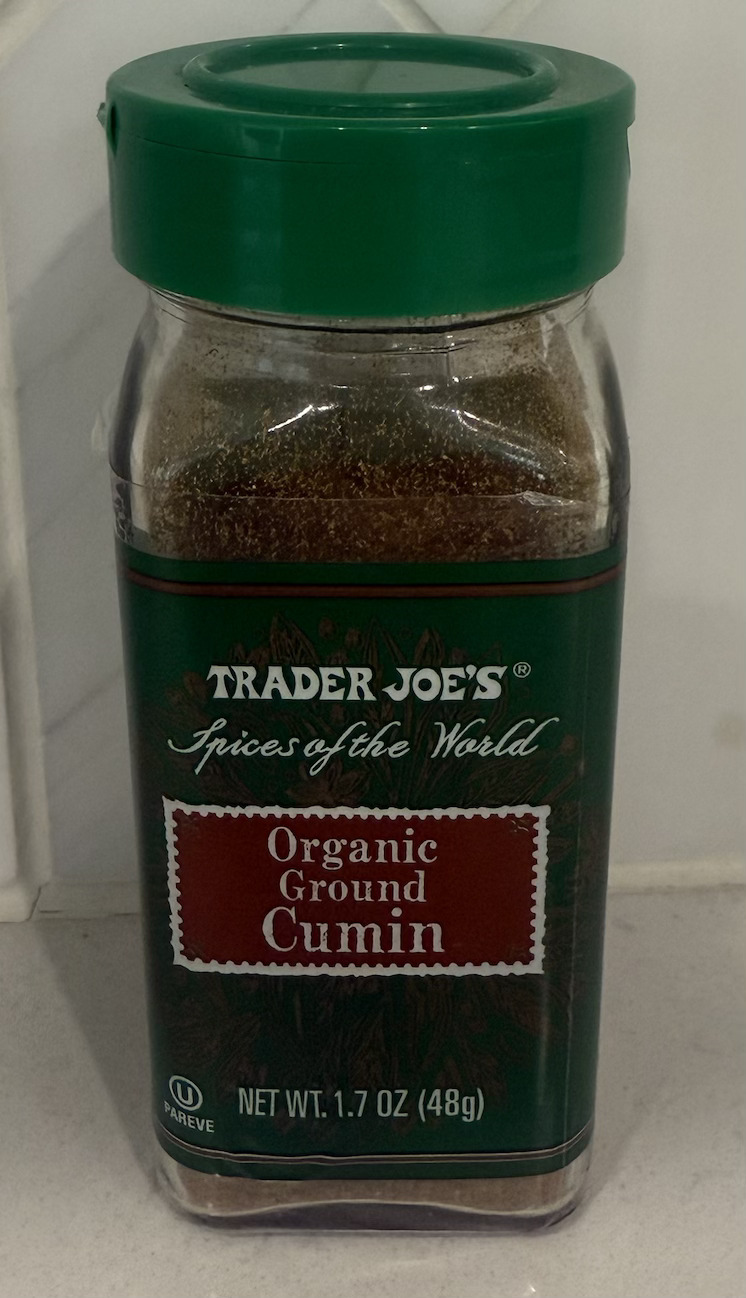 TRADER JOE'S®
Spices of the World
Organic
Ground
Cumin
U
PAREVE
NET WT. 1.7 OZ (48g)